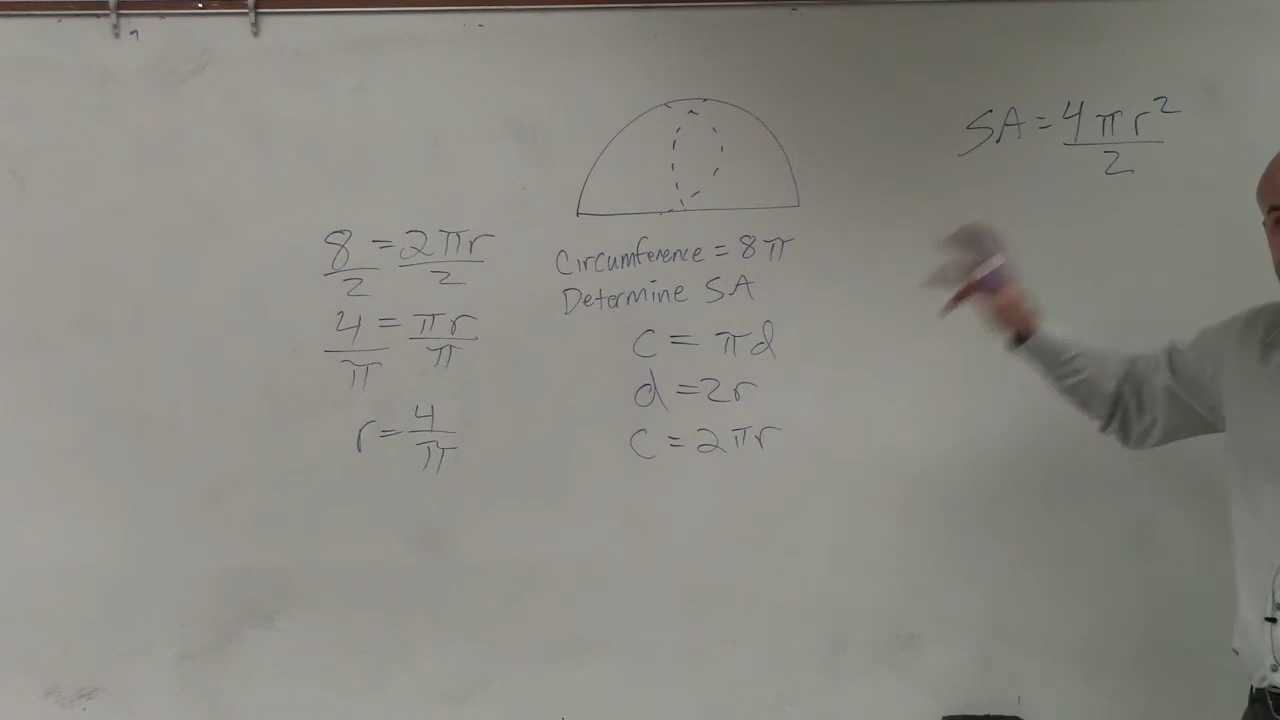 SA = 4πr² / 2
8/2 = 2πr/2
4/π = πr/π
r = 4/π
Circumference = 8π
Determine SA
C = πd
d = 2r
C = 2πr